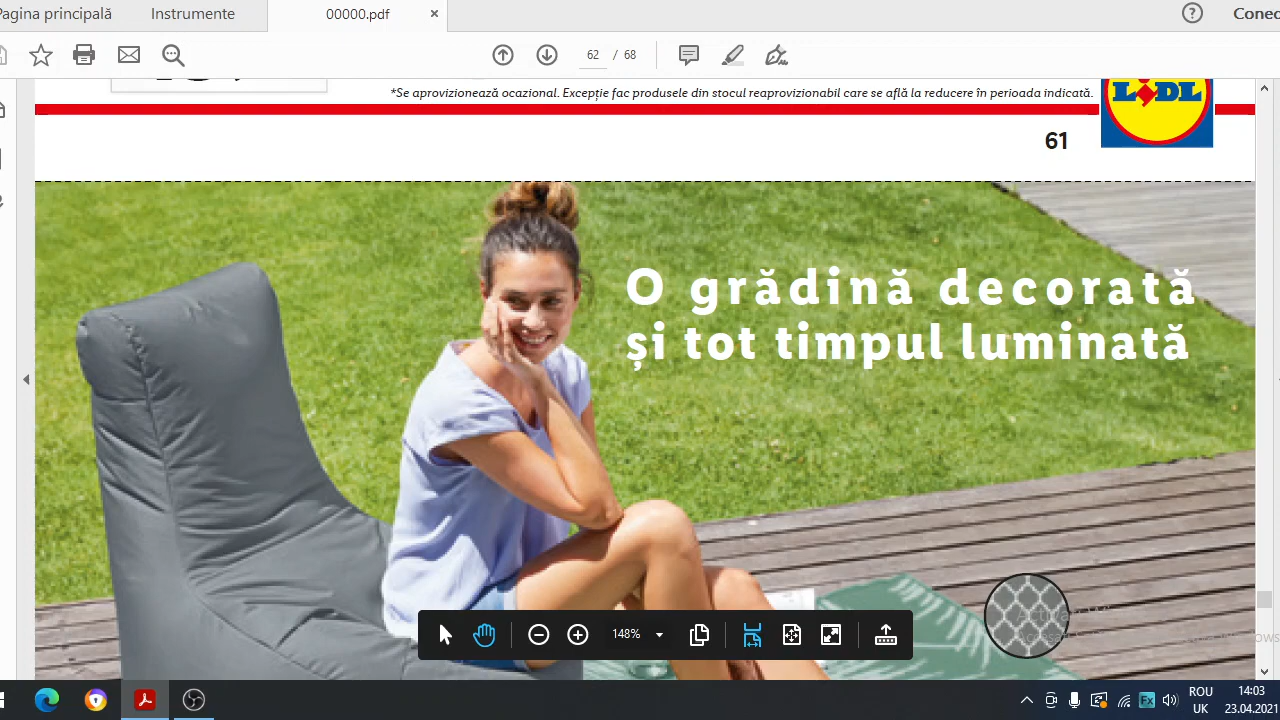 Pagina principală
Instrumente
00000.pdf
×
?
Conec
62 / 68
*Se aprovizionează ocazional. Excepție fac produsele din stocul reaprovizionabil care se află la reducere în perioada indicată.
LIDL
61
O grădină decorată
și tot timpul luminată
148%
ROU
UK
14:03
23.04.2021